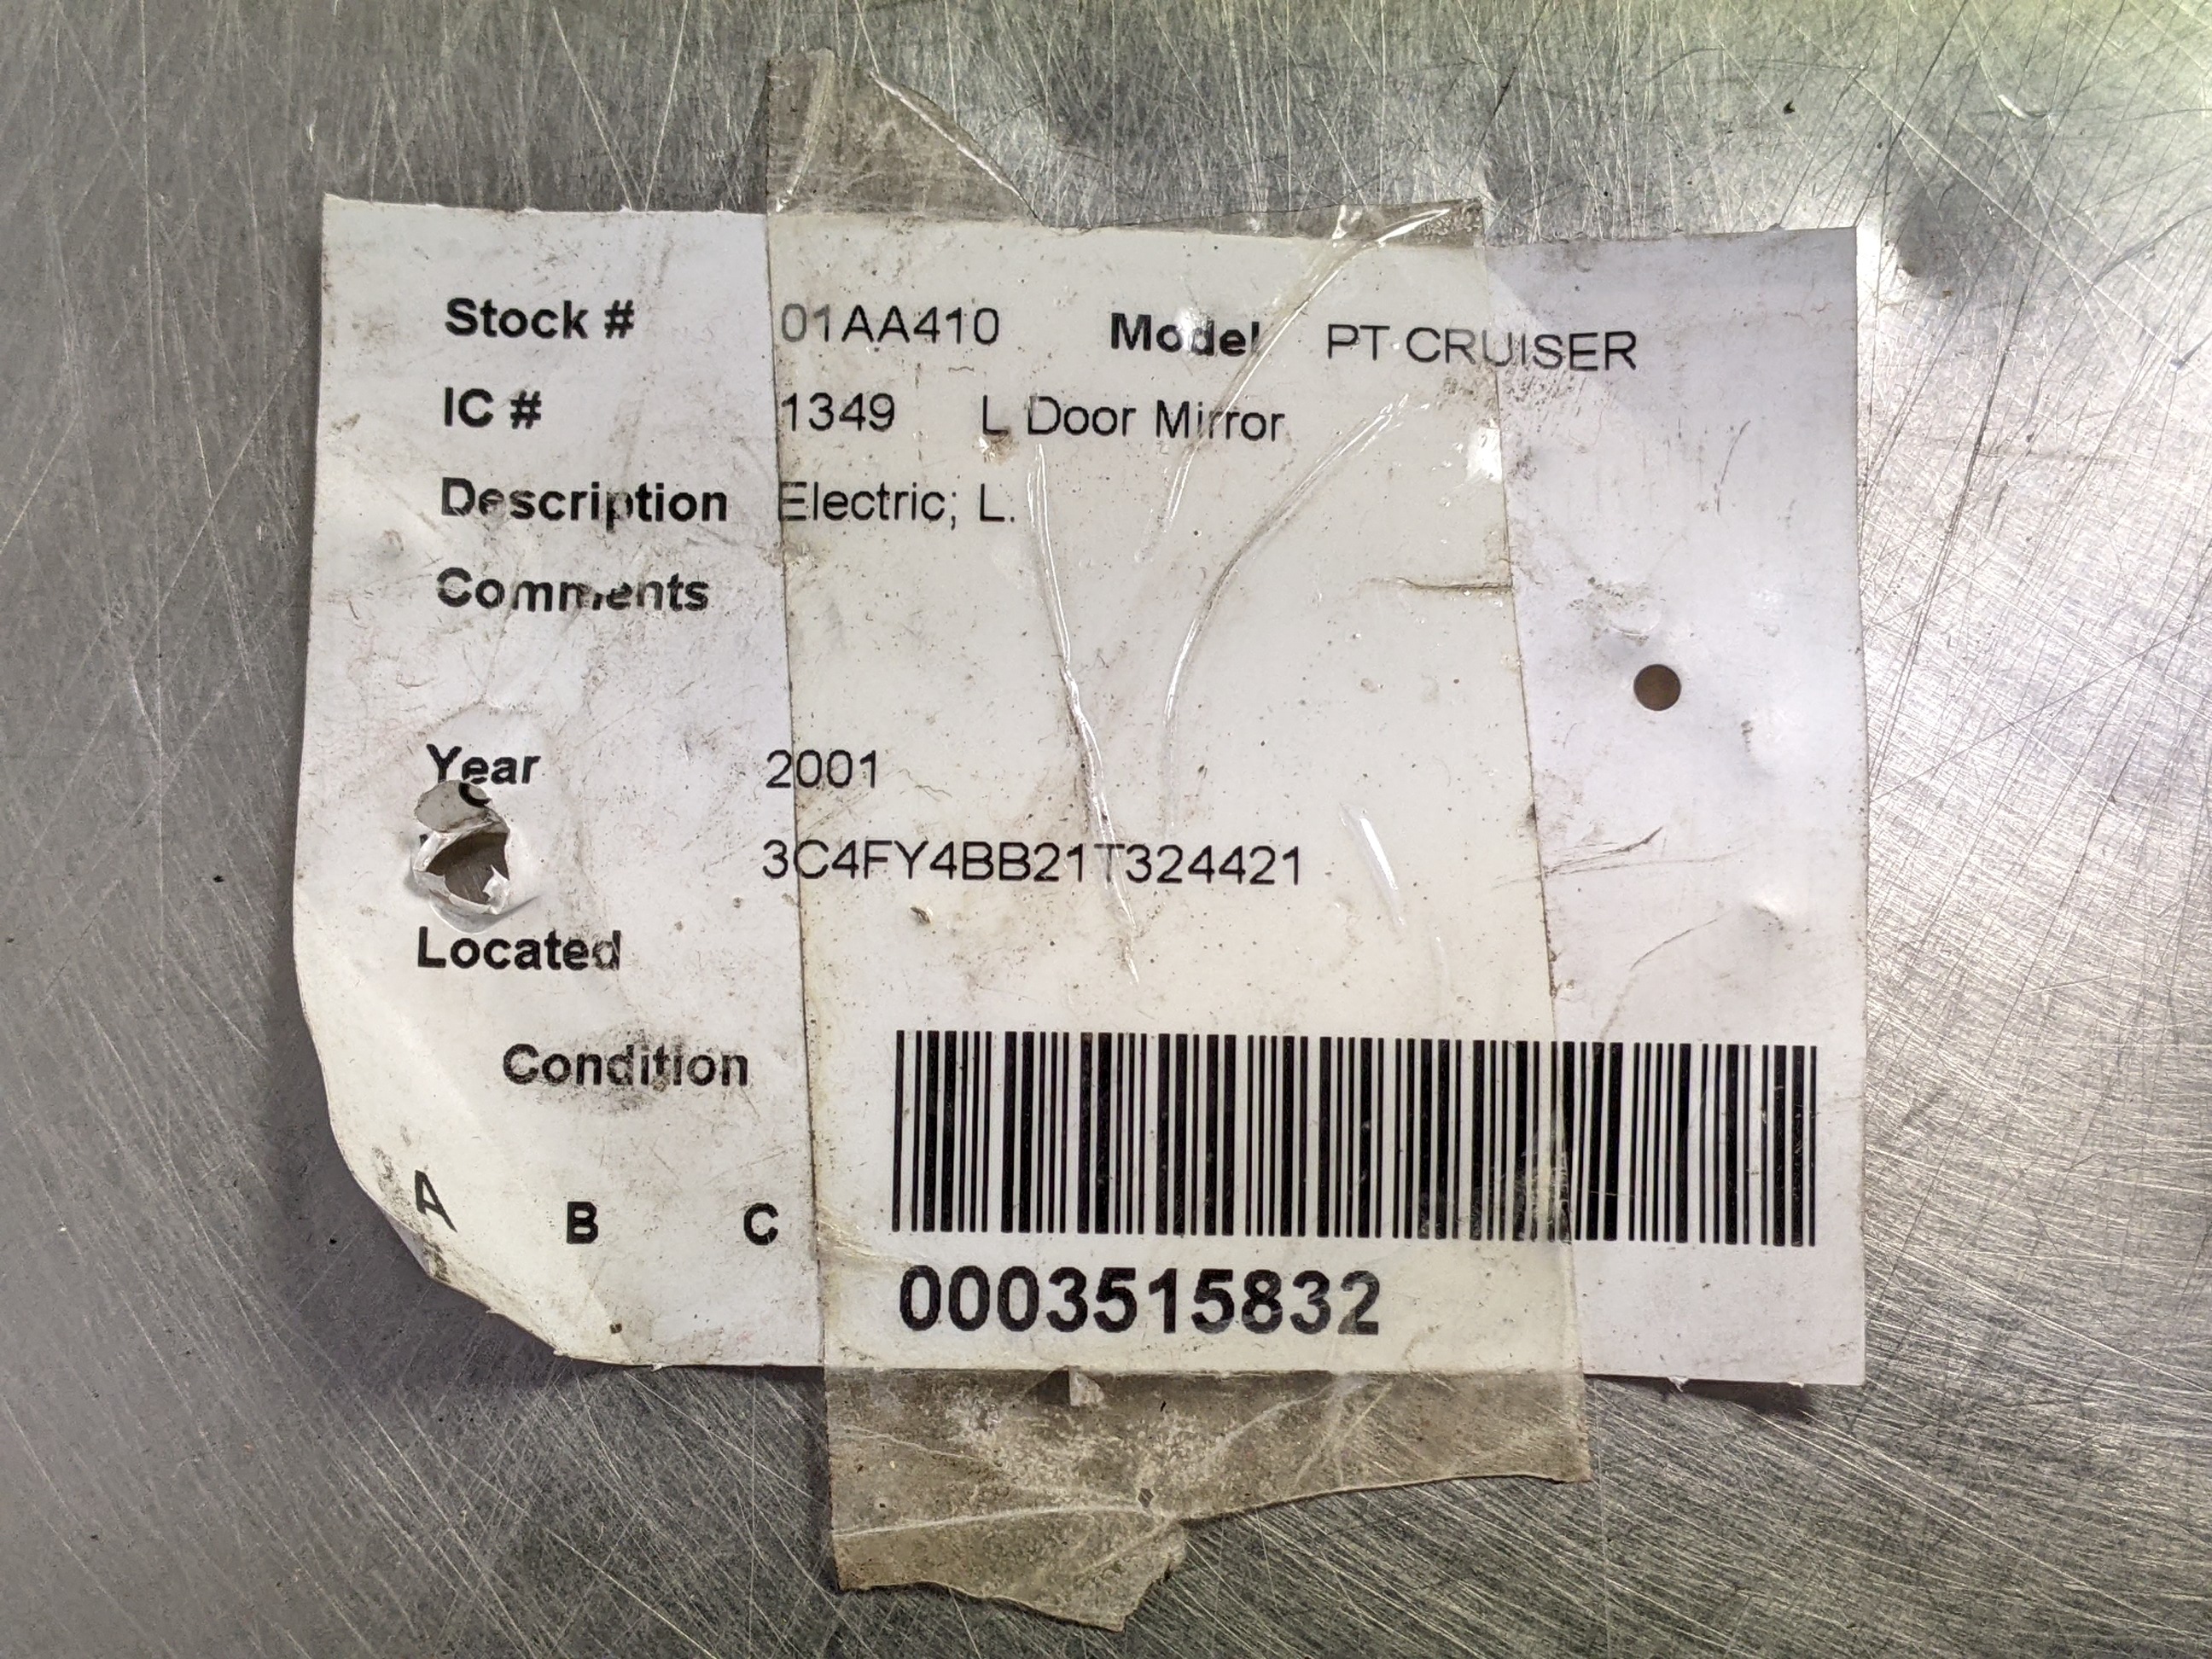 Stock # 01AA410 Model PT CRUISER
IC # 1349 L Door Mirror
Description Electric; L.
Comments
Year 2001
3C4FY4BB21T324421
Located
Condition
A B C
0003515832